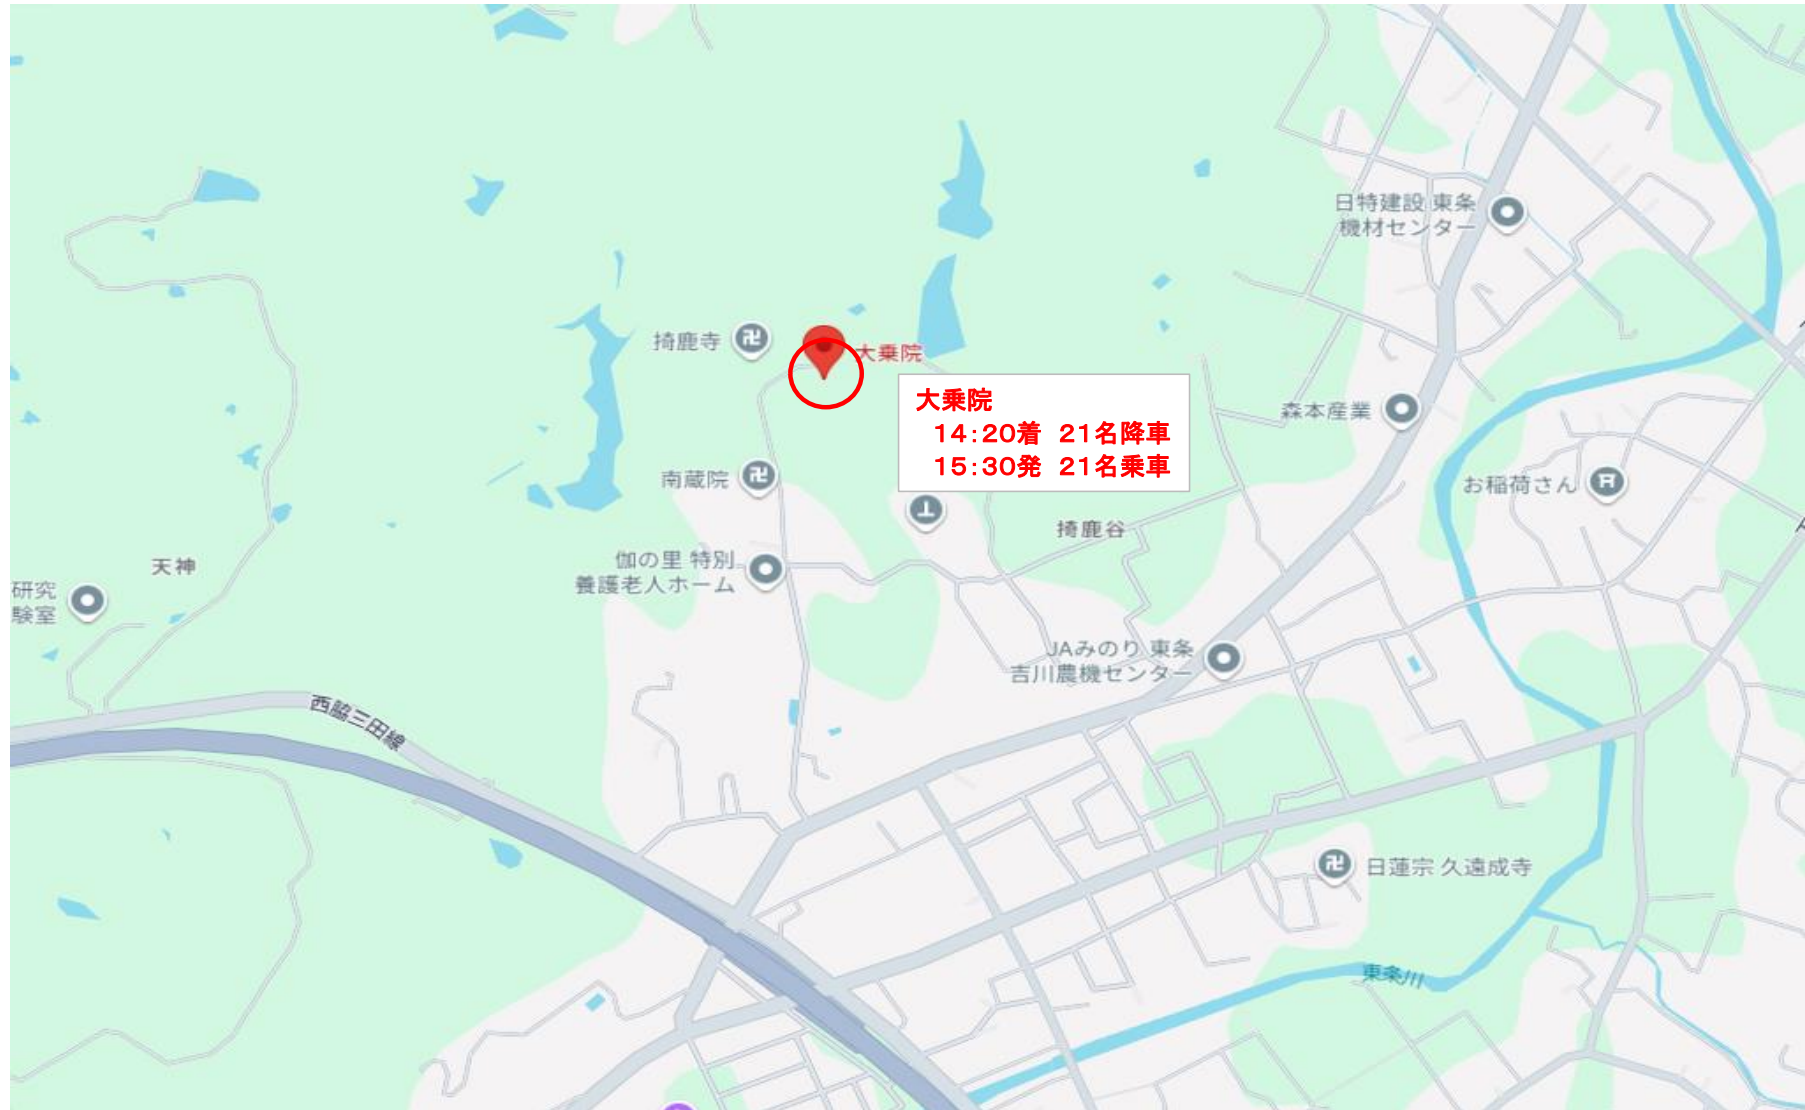 日特建設 東条
機材センター
掎鹿寺
大乗院
大乗院
14:20着 21名降車
15:30発 21名乗車
森本産業
南蔵院
お稲荷さん
掎鹿谷
伽の里 特別
養護老人ホーム
天神
研究
験室
JAみのり 東条
吉川農機センター
西脇三田線
日蓮宗 久遠成寺
東条川